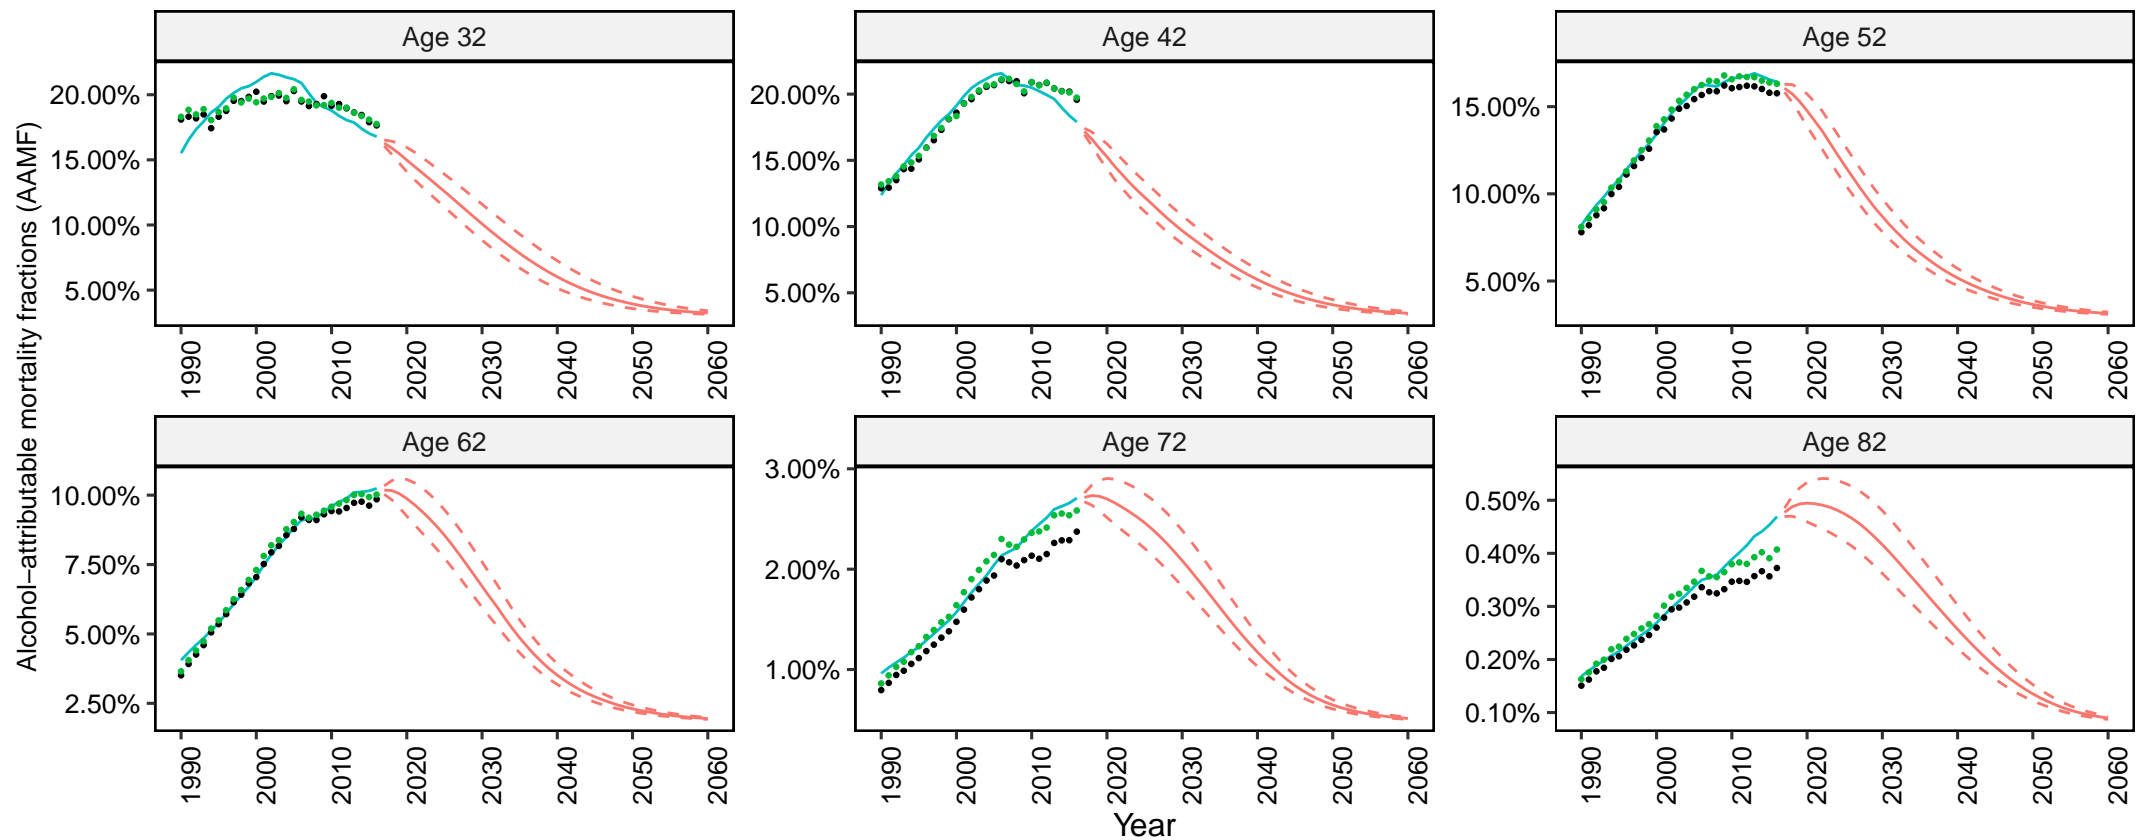 Alcohol−attributable mortality fractions (AAMF)
Age 32
20.00%
15.00%
10.00%
5.00%
1990 2000 2010 2020 2030 2040 2050 2060
Age 42
20.00%
15.00%
10.00%
5.00%
1990 2000 2010 2020 2030 2040 2050 2060
Age 52
15.00%
10.00%
5.00%
1990 2000 2010 2020 2030 2040 2050 2060
Age 62
10.00%
7.50%
5.00%
2.50%
1990 2000 2010 2020 2030 2040 2050 2060
Age 72
3.00%
2.00%
1.00%
1990 2000 2010 2020 2030 2040 2050 2060
Age 82
0.50%
0.40%
0.30%
0.20%
0.10%
1990 2000 2010 2020 2030 2040 2050 2060
Year